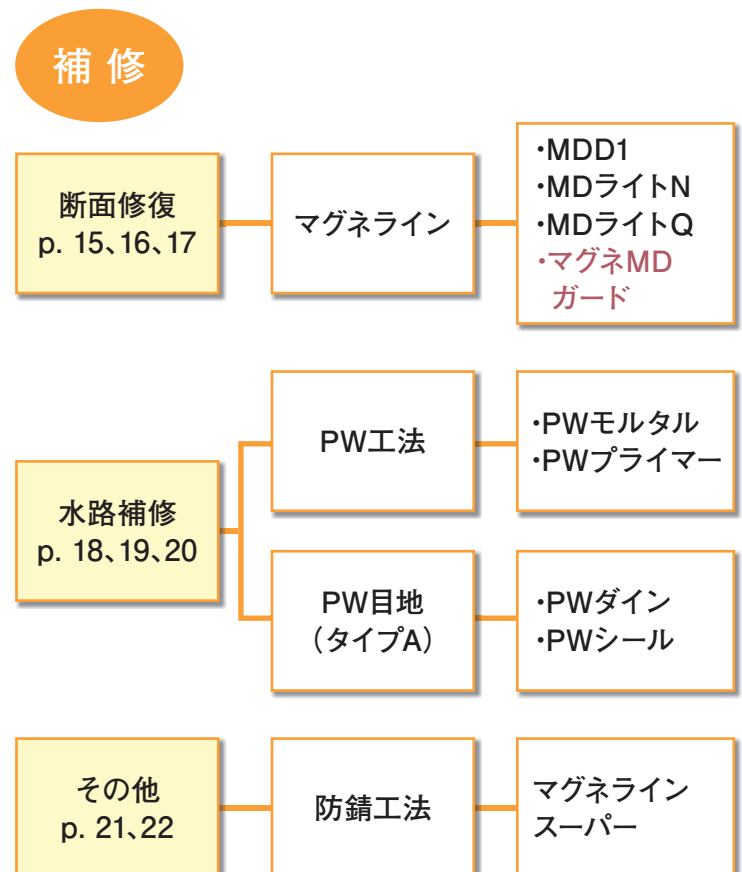 補修
断面修復
p. 15、16、17
マグネライン
・MDD1
・MDライトN
・MDライトQ
・マグネMD
ガード
水路補修
p. 18、19、20
PW工法
・PWモルタル
・PWプライマー
PW目地
（タイプA）
・PWダイン
・PWシール
その他
p. 21、22
防錆工法
マグネライン
スーパー